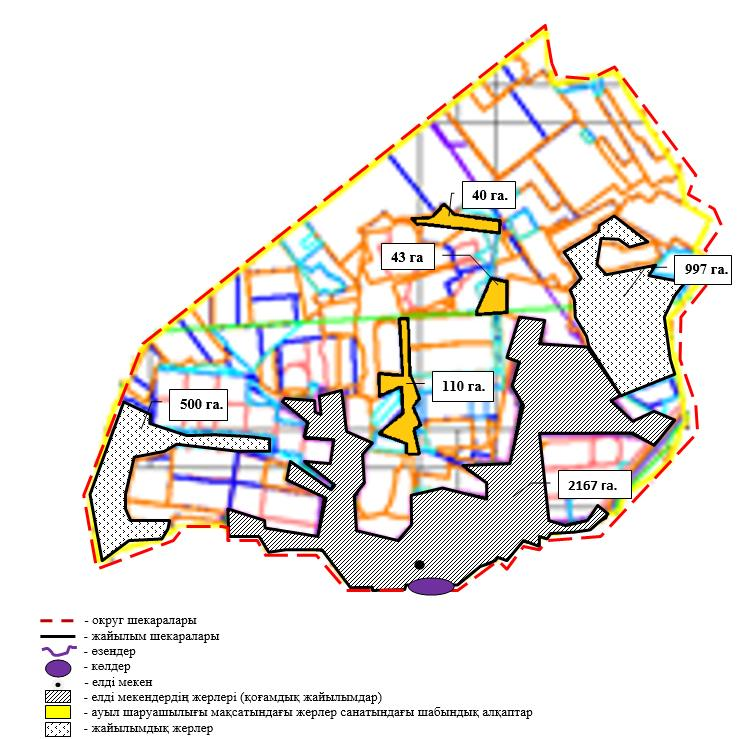 40 га.
43 га
997 га.
110 га.
500 га.
2167 га.
- округ шекаралары
- жайылым шекаралары
- өзендер
- көлдер
- елді мекен
- елді мекендердің жерлері (қоғамдық жайылымдар)
- ауыл шаруашылығы мақсатындағы жерлер санатындағы шабындық алқаптар
- жайылымдық жерлер